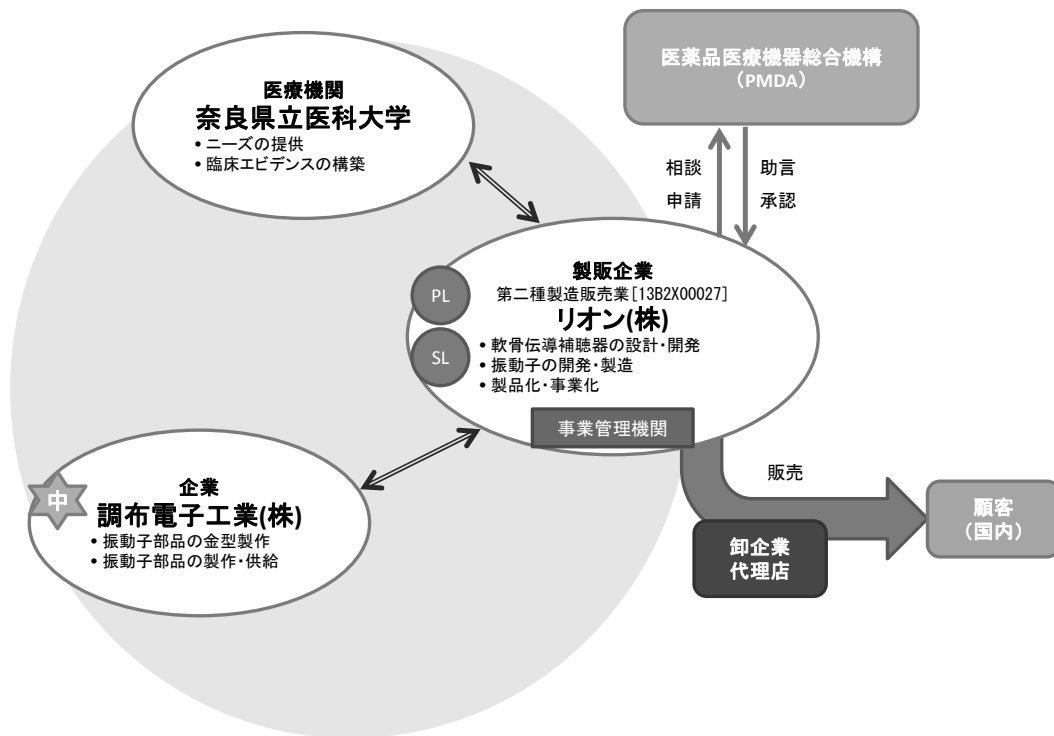 医薬品医療機器総合機構
（PMDA）
医療機関
奈良県立医科大学
• ニーズの提供
• 臨床エビデンスの構築
相談
申請
助言
承認
製販企業
第二種製造販売業[13B2X00027]
リオン(株)
• 軟骨伝導補聴器の設計・開発
• 振動子の開発・製造
• 製品化・事業化
PL
SL
事業管理機関
中
企業
調布電子工業(株)
• 振動子部品の金型製作
• 振動子部品の製作・供給
販売
卸企業
代理店
顧客
（国内）